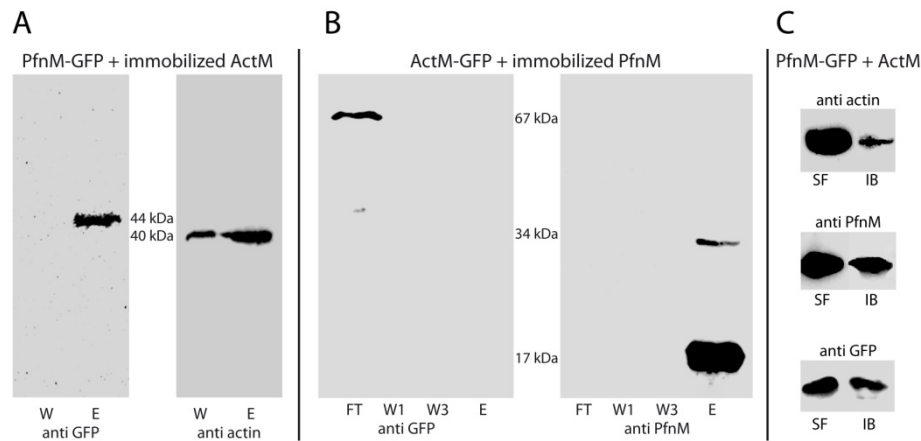 A
PfnM-GFP + immobilized ActM
44 kDa
40 kDa
W E
anti GFP
W E
anti actin
B
ActM-GFP + immobilized PfnM
67 kDa
34 kDa
17 kDa
FT W1 W3 E
anti GFP
FT W1 W3 E
anti PfnM
C
PfnM-GFP + ActM
anti actin
SF IB
anti PfnM
SF IB
anti GFP
SF IB